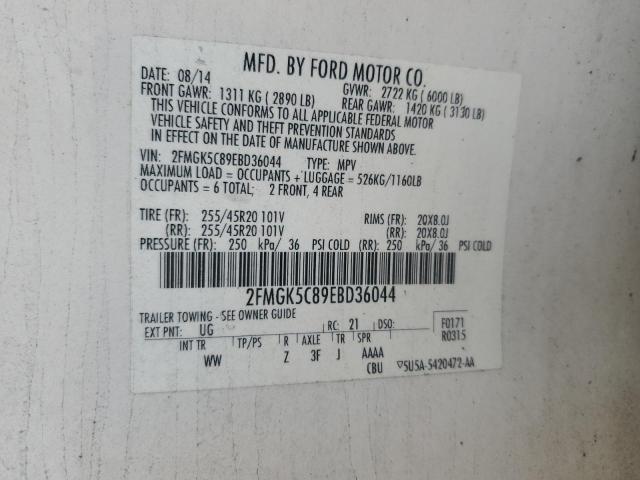 MFD. BY FORD MOTOR CO.
DATE: 08/14 GVWR: 2722 KG ( 6000 LB)
FRONT GAWR: 1311 KG ( 2890 LB) REAR GAWR: 1420 KG ( 3130 LB)
THIS VEHICLE CONFORMS TO ALL APPLICABLE FEDERAL MOTOR
VEHICLE SAFETY AND THEFT PREVENTION STANDARDS
IN EFFECT ON THE DATE OF MANUFACTURE SHOWN ABOVE.
VIN: 2FMGK5C89EBD36044 TYPE: MPV
MAXIMUM LOAD = OCCUPANTS + LUGGAGE = 526KG/1160LB
OCCUPANTS = 6 TOTAL; 2 FRONT, 4 REAR
TIRE (FR): 255/45R20 101V RIMS (FR): 20X8.0J
(RR): 255/45R20 101V (RR): 20X8.0J
PRESSURE (FR): 250 kPa/ 36 PSI COLD (RR): 250 kPa/ 36 PSI COLD
2FMGK5C89EBD36044
TRAILER TOWING - SEE OWNER GUIDE
EXT PNT: UG RC: 21 DSO: F0171
R0315
INT TR TP/PS R AXLE TR SPR
WW Z 3F J AAAA
CBU ▽5U5A-5420472-AA